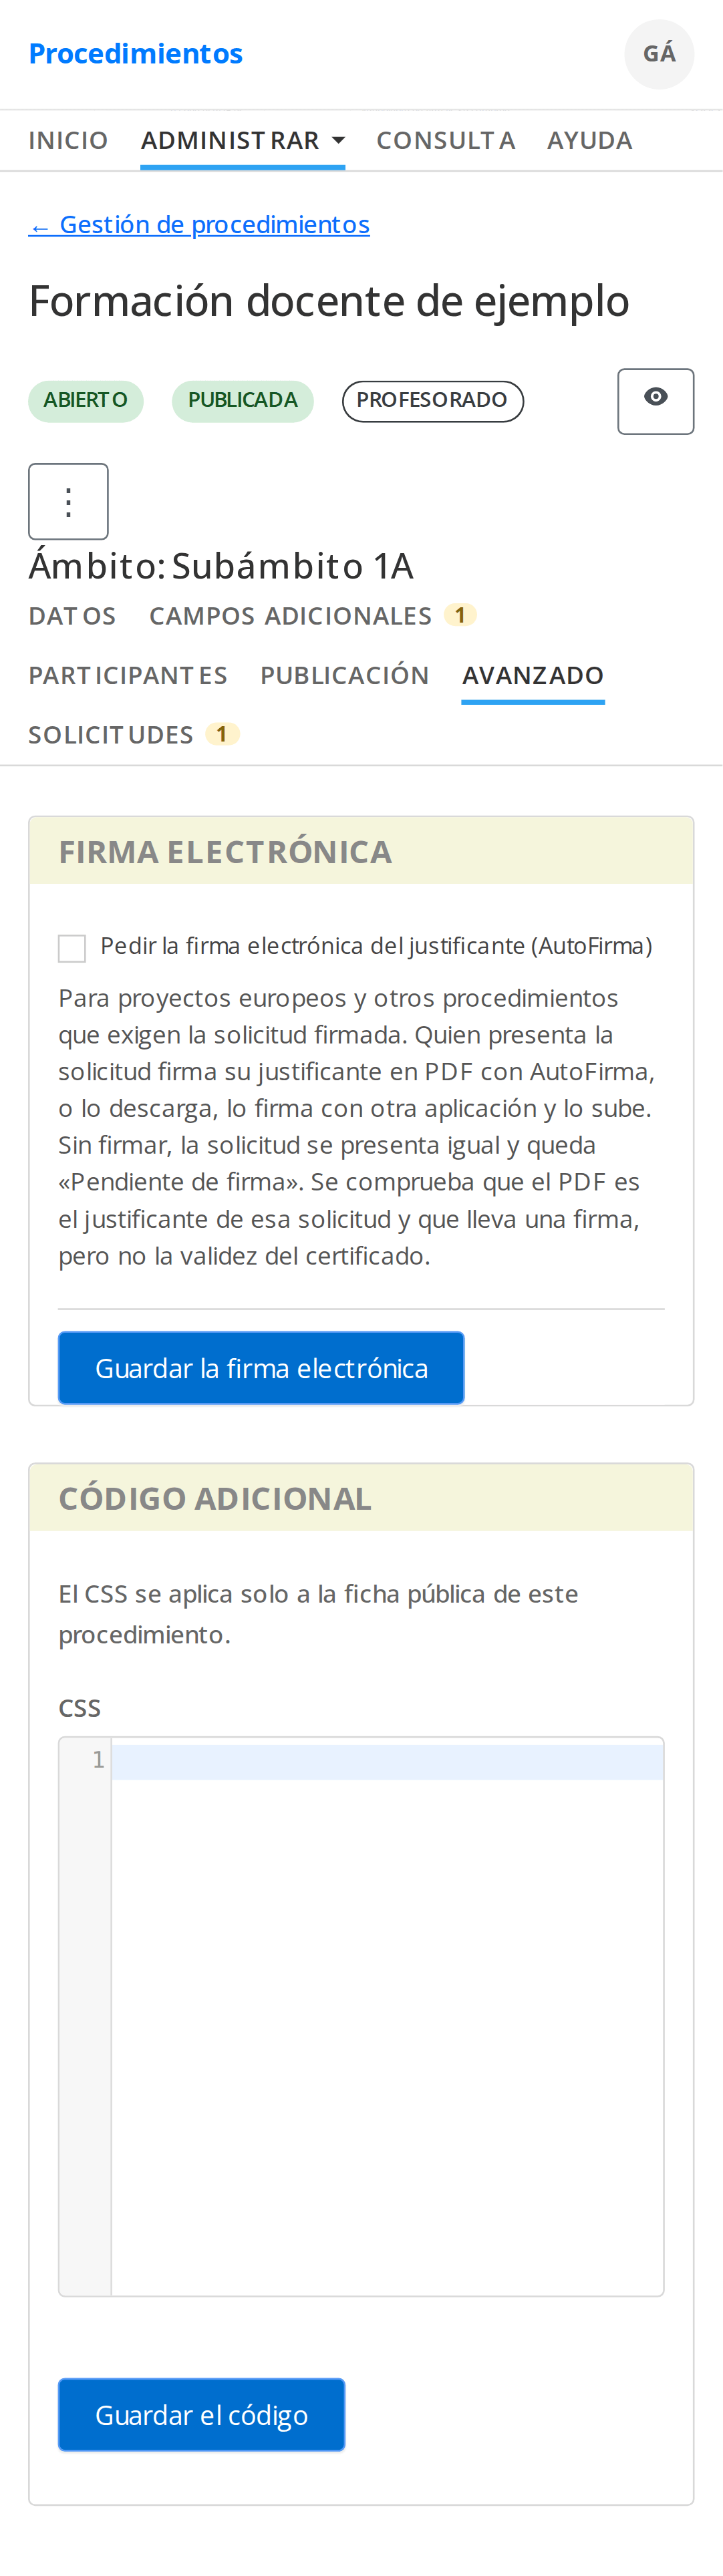 Procedimientos
GÁ
INICIO ADMINISTRAR CONSULTA AYUDA
← Gestión de procedimientos
Formación docente de ejemplo
ABIERTO PUBLICADA PROFESORADO
⋮
Ámbito: Subámbito 1A
DATOS CAMPOS ADICIONALES 1
PARTICIPANTES PUBLICACIÓN AVANZADO
SOLICITUDES 1
FIRMA ELECTRÓNICA
Pedir la firma electrónica del justificante (AutoFirma)
Para proyectos europeos y otros procedimientos
que exigen la solicitud firmada. Quien presenta la
solicitud firma su justificante en PDF con AutoFirma,
o lo descarga, lo firma con otra aplicación y lo sube.
Sin firmar, la solicitud se presenta igual y queda
«Pendiente de firma». Se comprueba que el PDF es
el justificante de esa solicitud y que lleva una firma,
pero no la validez del certificado.
Guardar la firma electrónica
CÓDIGO ADICIONAL
El CSS se aplica solo a la ficha pública de este
procedimiento.
CSS
1
Guardar el código